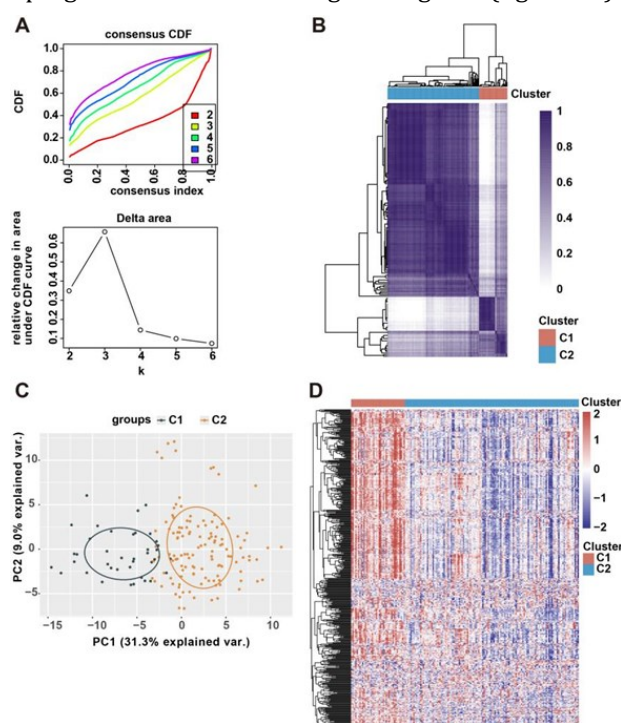 A
consensus CDF
CDF
1.0
0.8
0.6
0.4
0.2
0.0
2
3
4
5
6
0.0
0.2
0.4
0.6
0.8
1.0
consensus index
Delta area
relative change in area
under CDF curve
0.6
0.5
0.4
0.3
0.2
0.1
2
3
4
5
6
k
B
Cluster
1
0.8
0.6
0.4
0.2
0
Cluster
C1
C2
C
groups
C1
C2
PC2 (9.0% explained var.)
10
5
0
−5
−15
−10
−5
0
5
10
PC1 (31.3% explained var.)
D
Cluster
2
1
0
−1
−2
Cluster
C1
C2